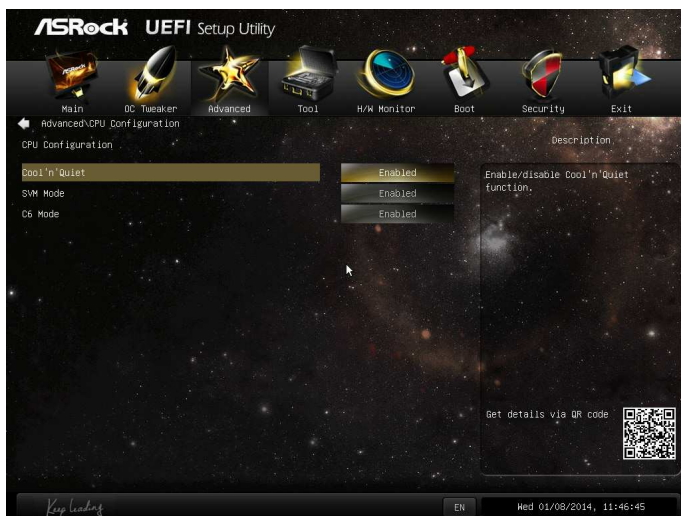 ASRock UEFI Setup Utility
ASRock
Main OC Tweaker Advanced Tool H/W Monitor Boot Security Exit
Advanced\CPU Configuration
CPU Configuration
Description
Cool'n'Quiet Enabled
Enable/disable Cool'n'Quiet
function.
SVM Mode Enabled
C6 Mode Enabled
Get details via QR code
Keep Leading
EN
Wed 01/08/2014, 11:46:45